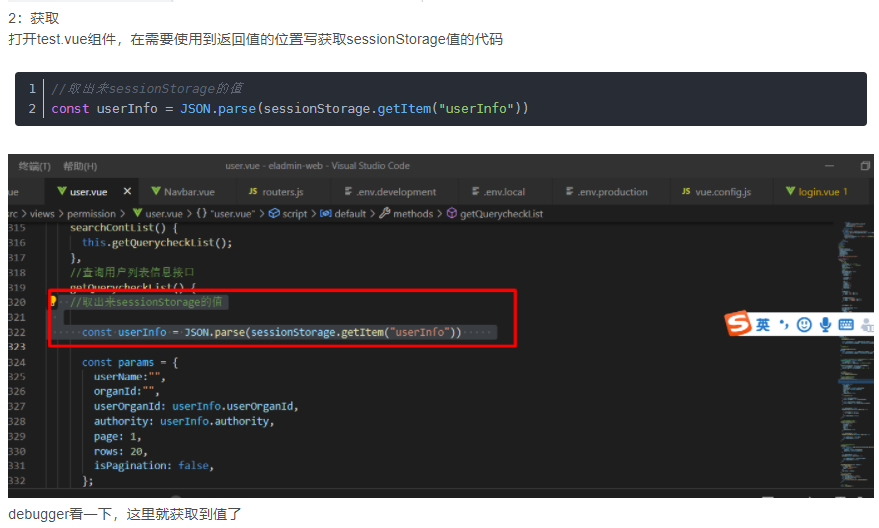 2：获取
打开test.vue组件，在需要使用到返回值的位置写获取sessionStorage值的代码
1 //取出来sessionStorage的值
2 const userInfo = JSON.parse(sessionStorage.getItem("userInfo"))
终端(T) 帮助(H) user.vue - eladmin-web - Visual Studio Code
ue user.vue × Navbar.vue JS routers.js .env.development .env.local .env.production JS vue.config.js login.vue 1
src > views > permission > user.vue > {} "user.vue" > script > default > methods > getQuerycheckList
315 searchContList() {
316 this.getQuerycheckList();
317 },
318 //查询用户列表信息接口
319 getQuerycheckList() {
320 //取出来sessionStorage的值
321
322 const userInfo = JSON.parse(sessionStorage.getItem("userInfo"))
323
324 const params = {
325 userName:"",
326 organId:"",
327 userOrganId: userInfo.userOrganId,
328 authority: userInfo.authority,
329 page: 1,
330 rows: 20,
331 isPagination: false,
332 };
S 英
debugger看一下，这里就获取到值了